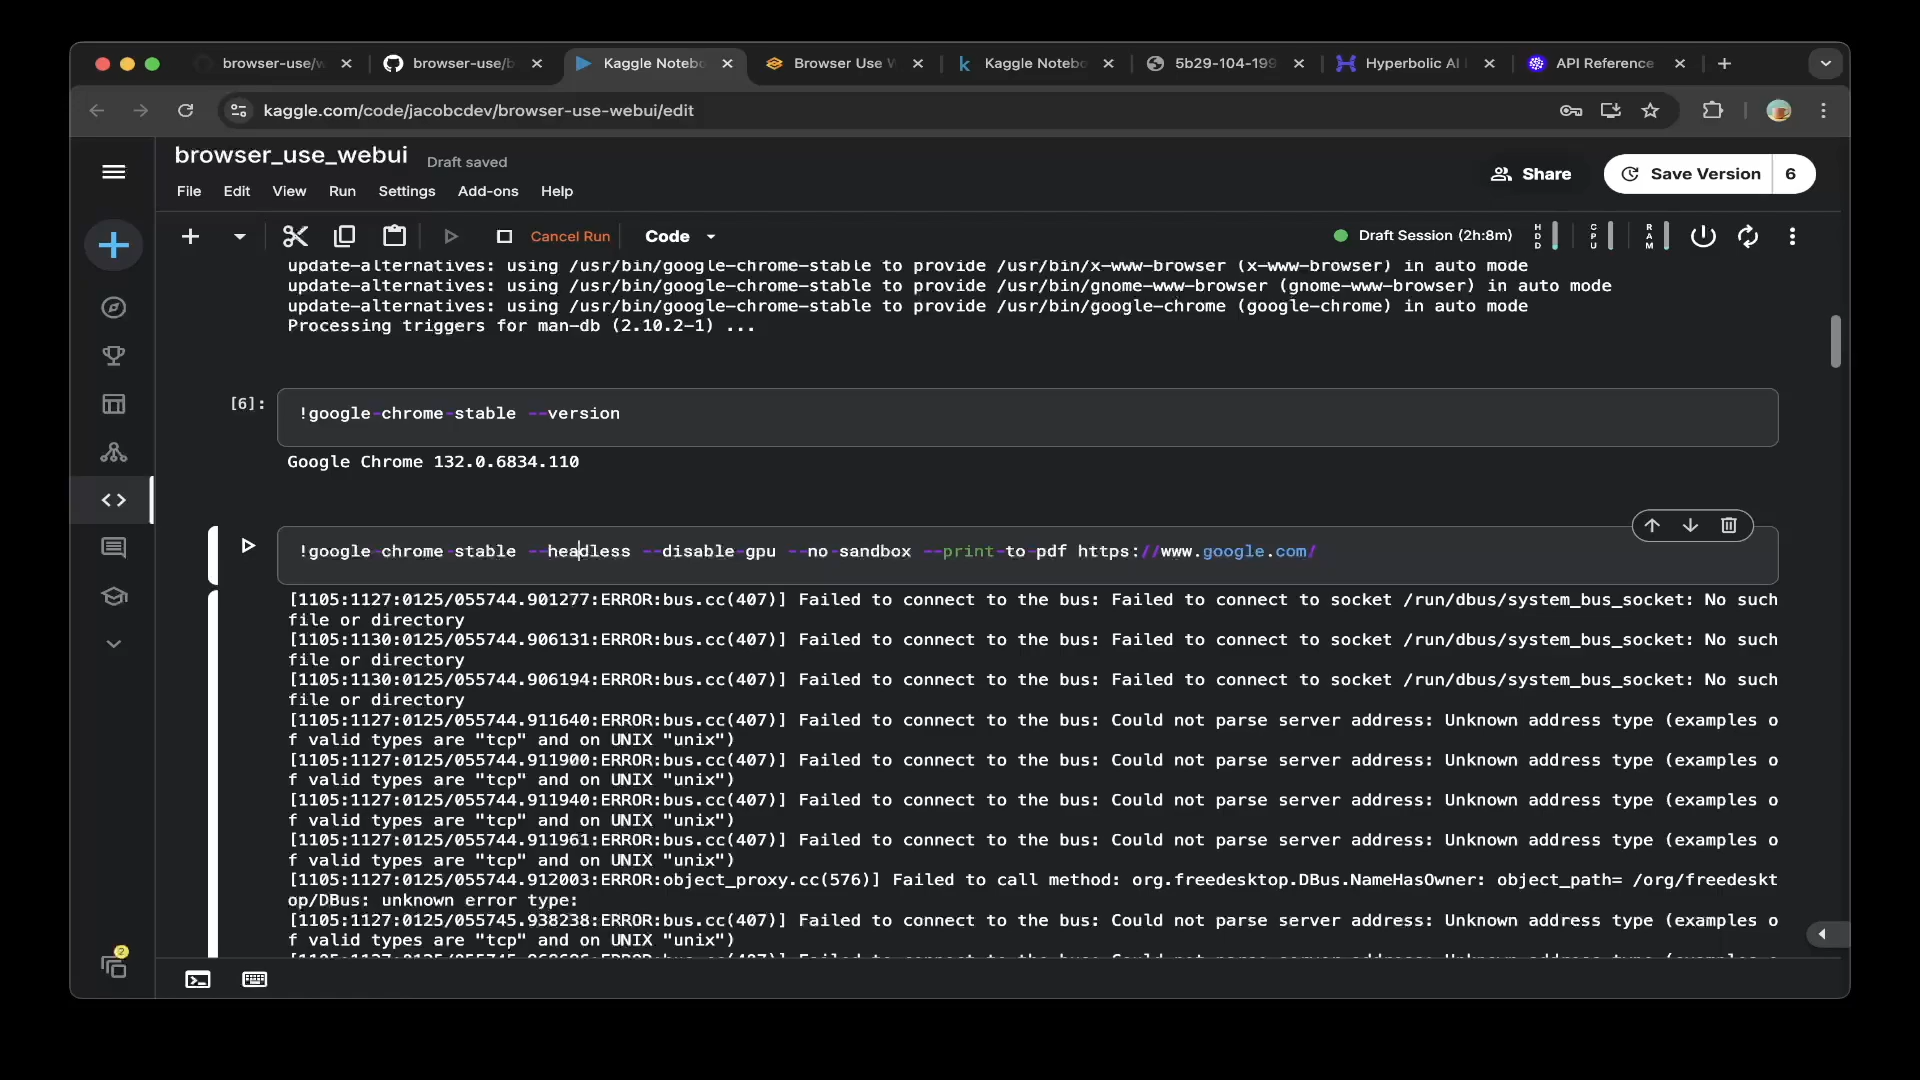 browser-use/w
browser-use/b
Kaggle Notebo
Browser Use W
Kaggle Notebo
5b29-104-199
Hyperbolic AI
API Reference
kaggle.com/code/jacobcdev/browser-use-webui/edit
browser_use_webui Draft saved
Share
Save Version 6
File Edit View Run Settings Add-ons Help
Cancel Run
Code
Draft Session (2h:8m)
HDD
CPU
RAM
update-alternatives: using /usr/bin/google-chrome-stable to provide /usr/bin/x-www-browser (x-www-browser) in auto mode
update-alternatives: using /usr/bin/google-chrome-stable to provide /usr/bin/gnome-www-browser (gnome-www-browser) in auto mode
update-alternatives: using /usr/bin/google-chrome-stable to provide /usr/bin/google-chrome (google-chrome) in auto mode
Processing triggers for man-db (2.10.2-1) ...
[6]:
!google-chrome-stable --version
Google Chrome 132.0.6834.110
!google-chrome-stable --headless --disable-gpu --no-sandbox --print-to-pdf https://www.google.com/
[1105:1127:0125/055744.901277:ERROR:bus.cc(407)] Failed to connect to the bus: Failed to connect to socket /run/dbus/system_bus_socket: No such
file or directory
[1105:1130:0125/055744.906131:ERROR:bus.cc(407)] Failed to connect to the bus: Failed to connect to socket /run/dbus/system_bus_socket: No such
file or directory
[1105:1130:0125/055744.906194:ERROR:bus.cc(407)] Failed to connect to the bus: Failed to connect to socket /run/dbus/system_bus_socket: No such
file or directory
[1105:1127:0125/055744.911640:ERROR:bus.cc(407)] Failed to connect to the bus: Could not parse server address: Unknown address type (examples o
f valid types are "tcp" and on UNIX "unix")
[1105:1127:0125/055744.911900:ERROR:bus.cc(407)] Failed to connect to the bus: Could not parse server address: Unknown address type (examples o
f valid types are "tcp" and on UNIX "unix")
[1105:1127:0125/055744.911940:ERROR:bus.cc(407)] Failed to connect to the bus: Could not parse server address: Unknown address type (examples o
f valid types are "tcp" and on UNIX "unix")
[1105:1127:0125/055744.911961:ERROR:bus.cc(407)] Failed to connect to the bus: Could not parse server address: Unknown address type (examples o
f valid types are "tcp" and on UNIX "unix")
[1105:1127:0125/055744.912003:ERROR:object_proxy.cc(576)] Failed to call method: org.freedesktop.DBus.NameHasOwner: object_path= /org/freedeskt
op/DBus: unknown error type:
[1105:1127:0125/055745.938238:ERROR:bus.cc(407)] Failed to connect to the bus: Could not parse server address: Unknown address type (examples o
f valid types are "tcp" and on UNIX "unix")
2